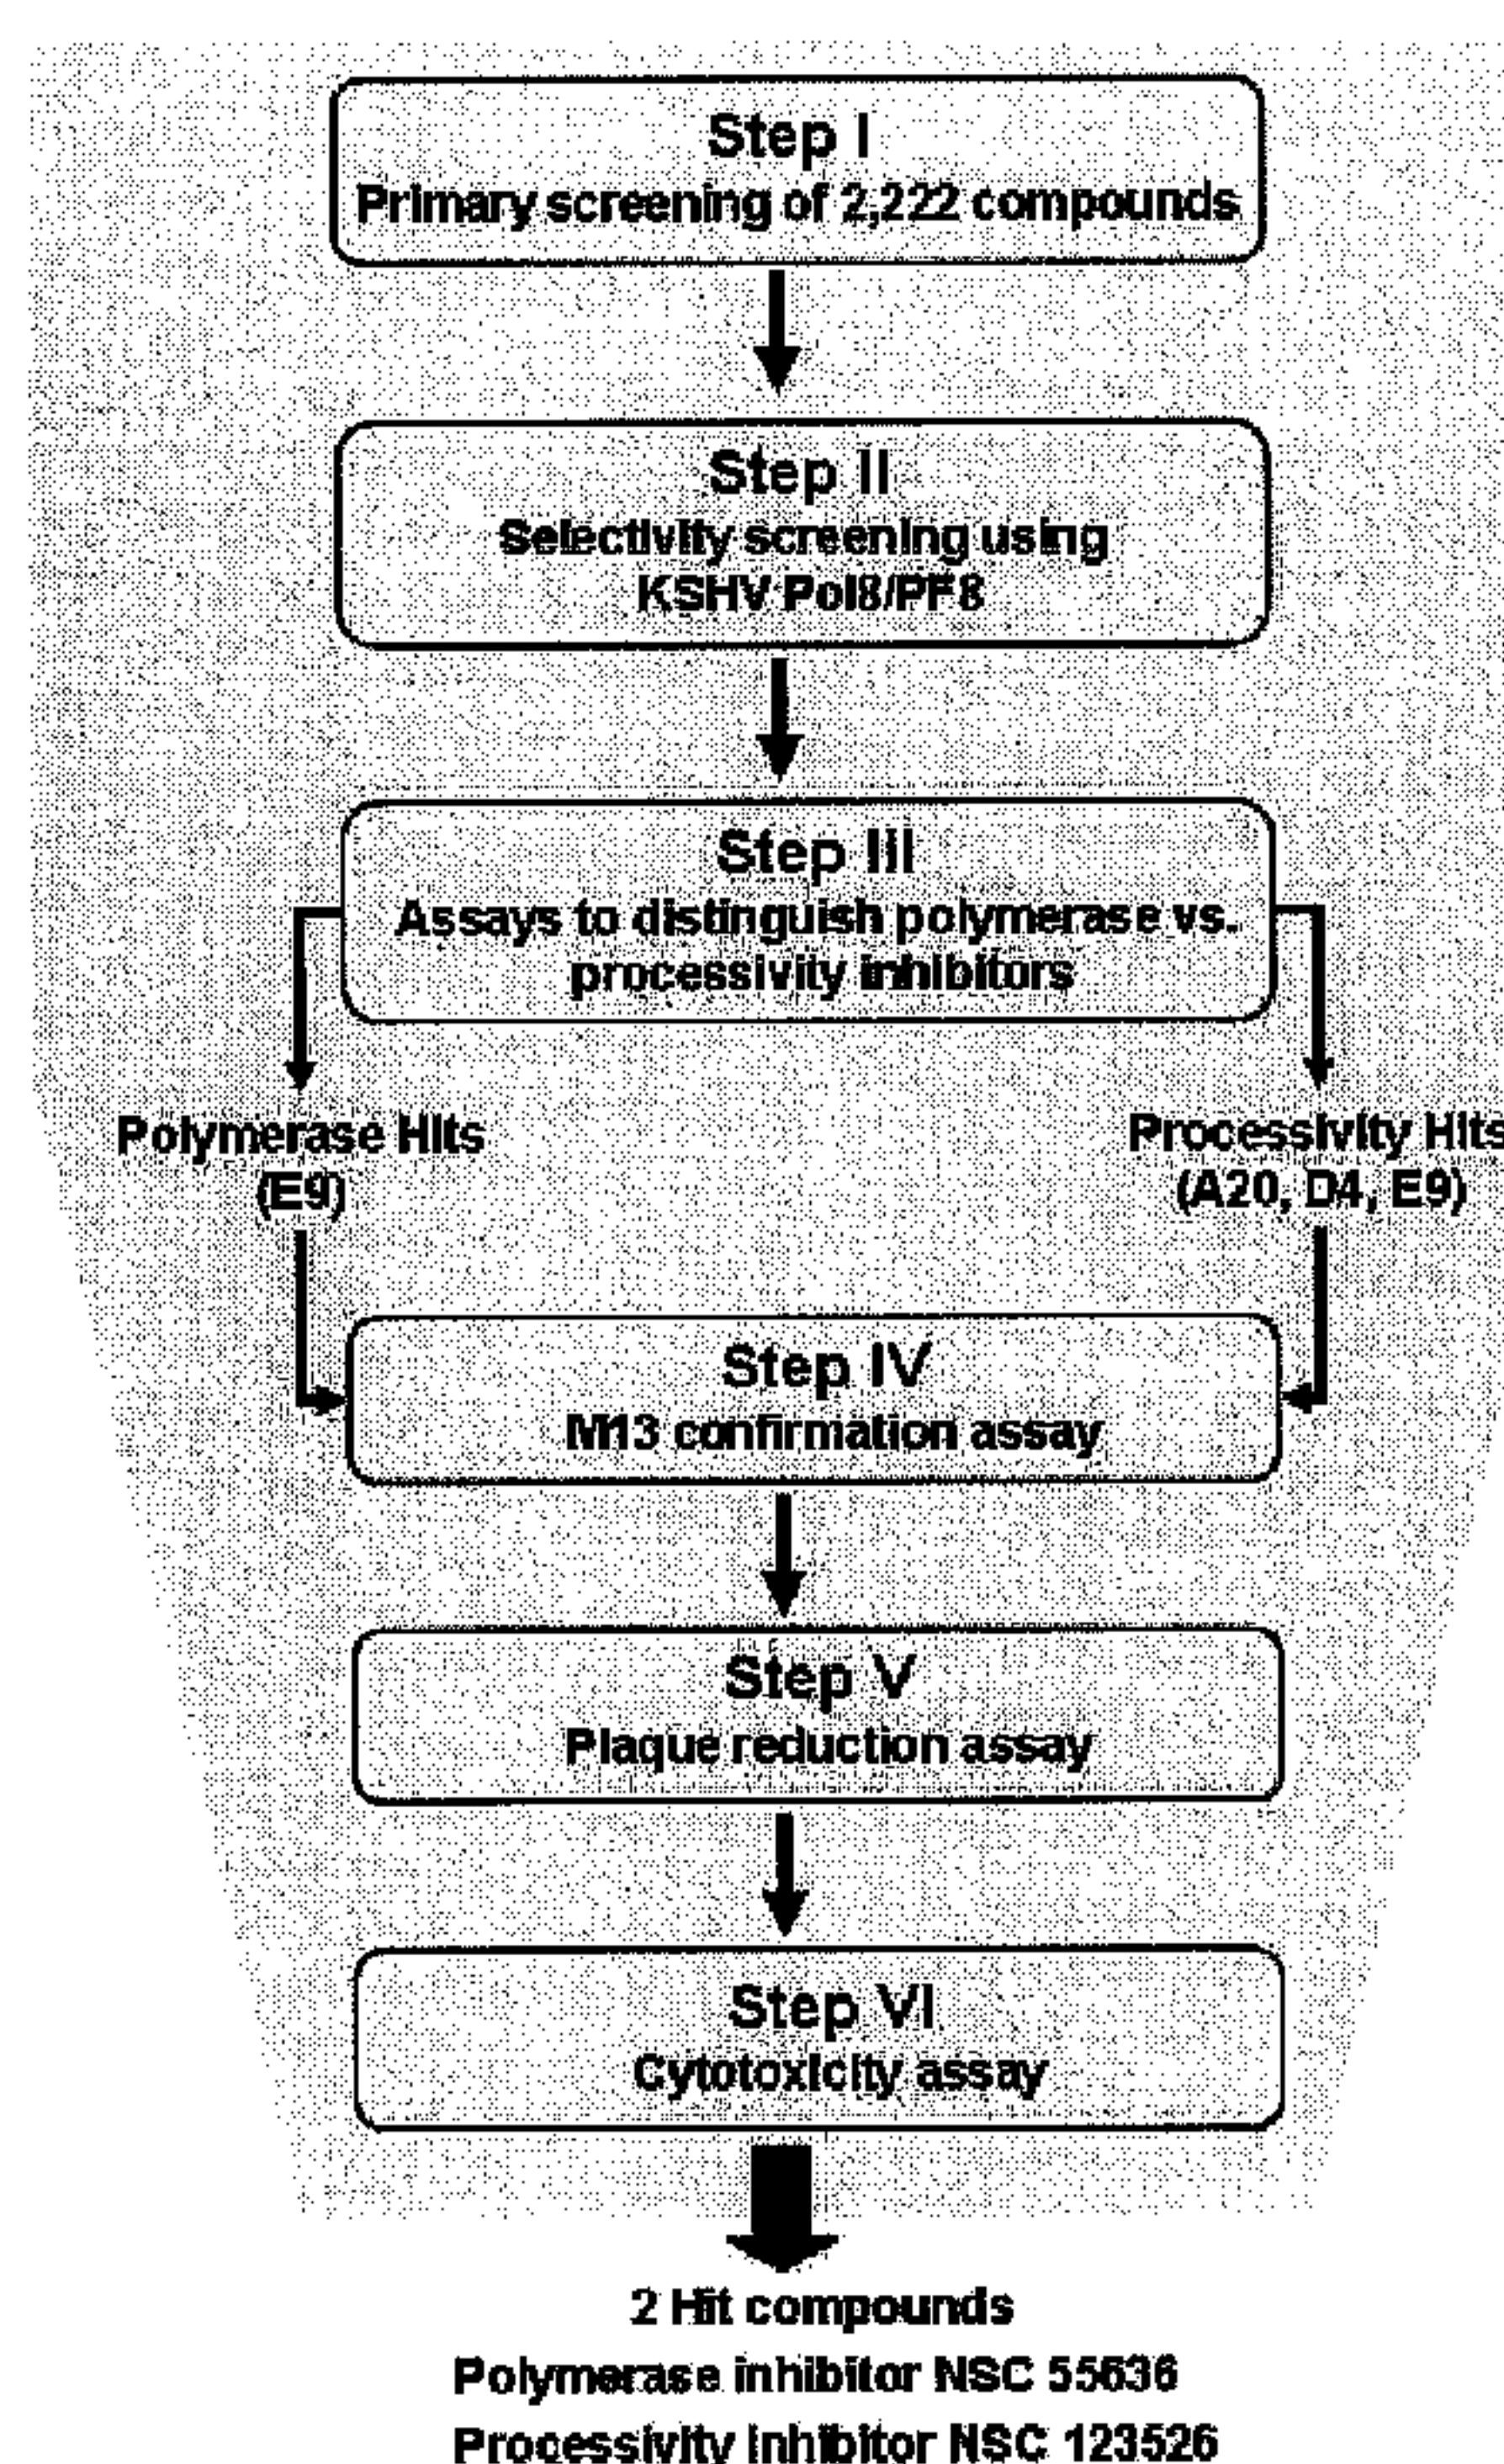 Step I
Primary screening of 2,222 compounds
Step II
Selectivity screening using
KSHV Pol8/PF8
Step III
Assays to distinguish polymerase vs.
processivity inhibitors
Polymerase Hits
(E9)
Processivity Hits
(A20, D4, E9)
Step IV
M13 confirmation assay
Step V
Plaque reduction assay
Step VI
Cytotoxicity assay
2 Hit compounds
Polymerase inhibitor NSC 55636
Processivity Inhibitor NSC 123526